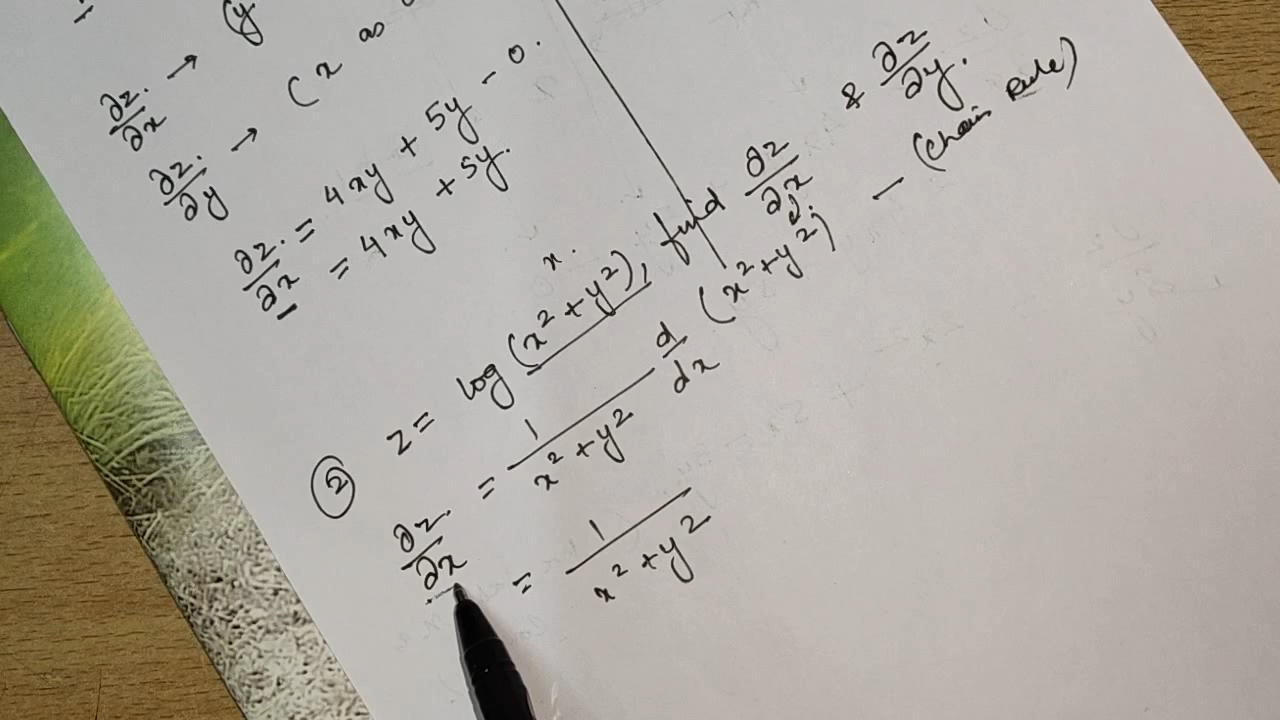 ∂z/∂x → (y
∂z/∂y → (x as
∂z/∂x = 4xy + 5y - 0.
∂z/∂x = 4xy + 5y.
x.
② z = log (x² + y²), find ∂z/∂x & ∂z/∂y.
∂z/∂x = 1/(x² + y²) d/dx (x² + y²) — (Chain Rule)
= 1/(x² + y²)